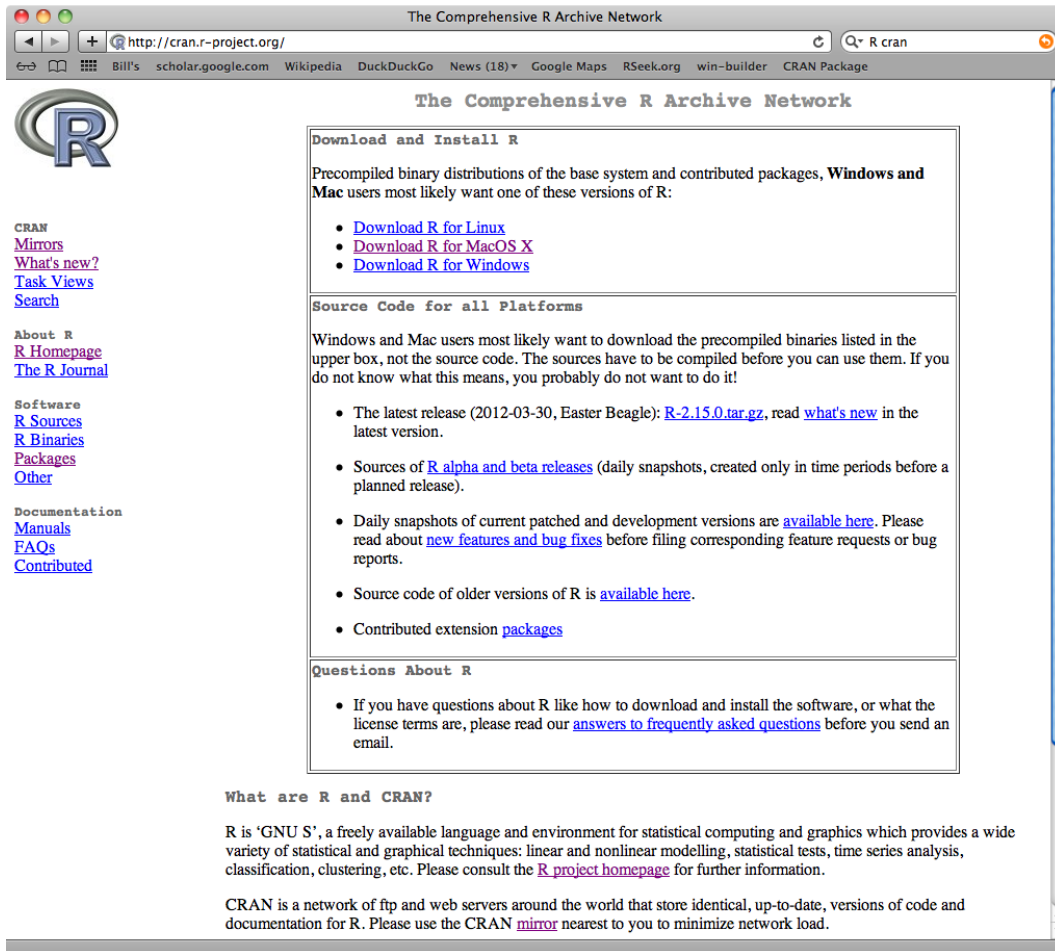 The Comprehensive R Archive Network
http://cran.r-project.org/
R cran
Bill's scholar.google.com Wikipedia DuckDuckGo News (18) Google Maps RSeek.org win-builder CRAN Package
R
CRAN
Mirrors
What's new?
Task Views
Search
About R
R Homepage
The R Journal
Software
R Sources
R Binaries
Packages
Other
Documentation
Manuals
FAQs
Contributed
The Comprehensive R Archive Network
Download and Install R
Precompiled binary distributions of the base system and contributed packages, Windows and
Mac users most likely want one of these versions of R:
• Download R for Linux
• Download R for MacOS X
• Download R for Windows
Source Code for all Platforms
Windows and Mac users most likely want to download the precompiled binaries listed in the
upper box, not the source code. The sources have to be compiled before you can use them. If you
do not know what this means, you probably do not want to do it!
• The latest release (2012-03-30, Easter Beagle): R-2.15.0.tar.gz, read what's new in the
latest version.
• Sources of R alpha and beta releases (daily snapshots, created only in time periods before a
planned release).
• Daily snapshots of current patched and development versions are available here. Please
read about new features and bug fixes before filing corresponding feature requests or bug
reports.
• Source code of older versions of R is available here.
• Contributed extension packages
Questions About R
• If you have questions about R like how to download and install the software, or what the
license terms are, please read our answers to frequently asked questions before you send an
email.
What are R and CRAN?
R is ‘GNU S’, a freely available language and environment for statistical computing and graphics which provides a wide
variety of statistical and graphical techniques: linear and nonlinear modelling, statistical tests, time series analysis,
classification, clustering, etc. Please consult the R project homepage for further information.
CRAN is a network of ftp and web servers around the world that store identical, up-to-date, versions of code and
documentation for R. Please use the CRAN mirror nearest to you to minimize network load.